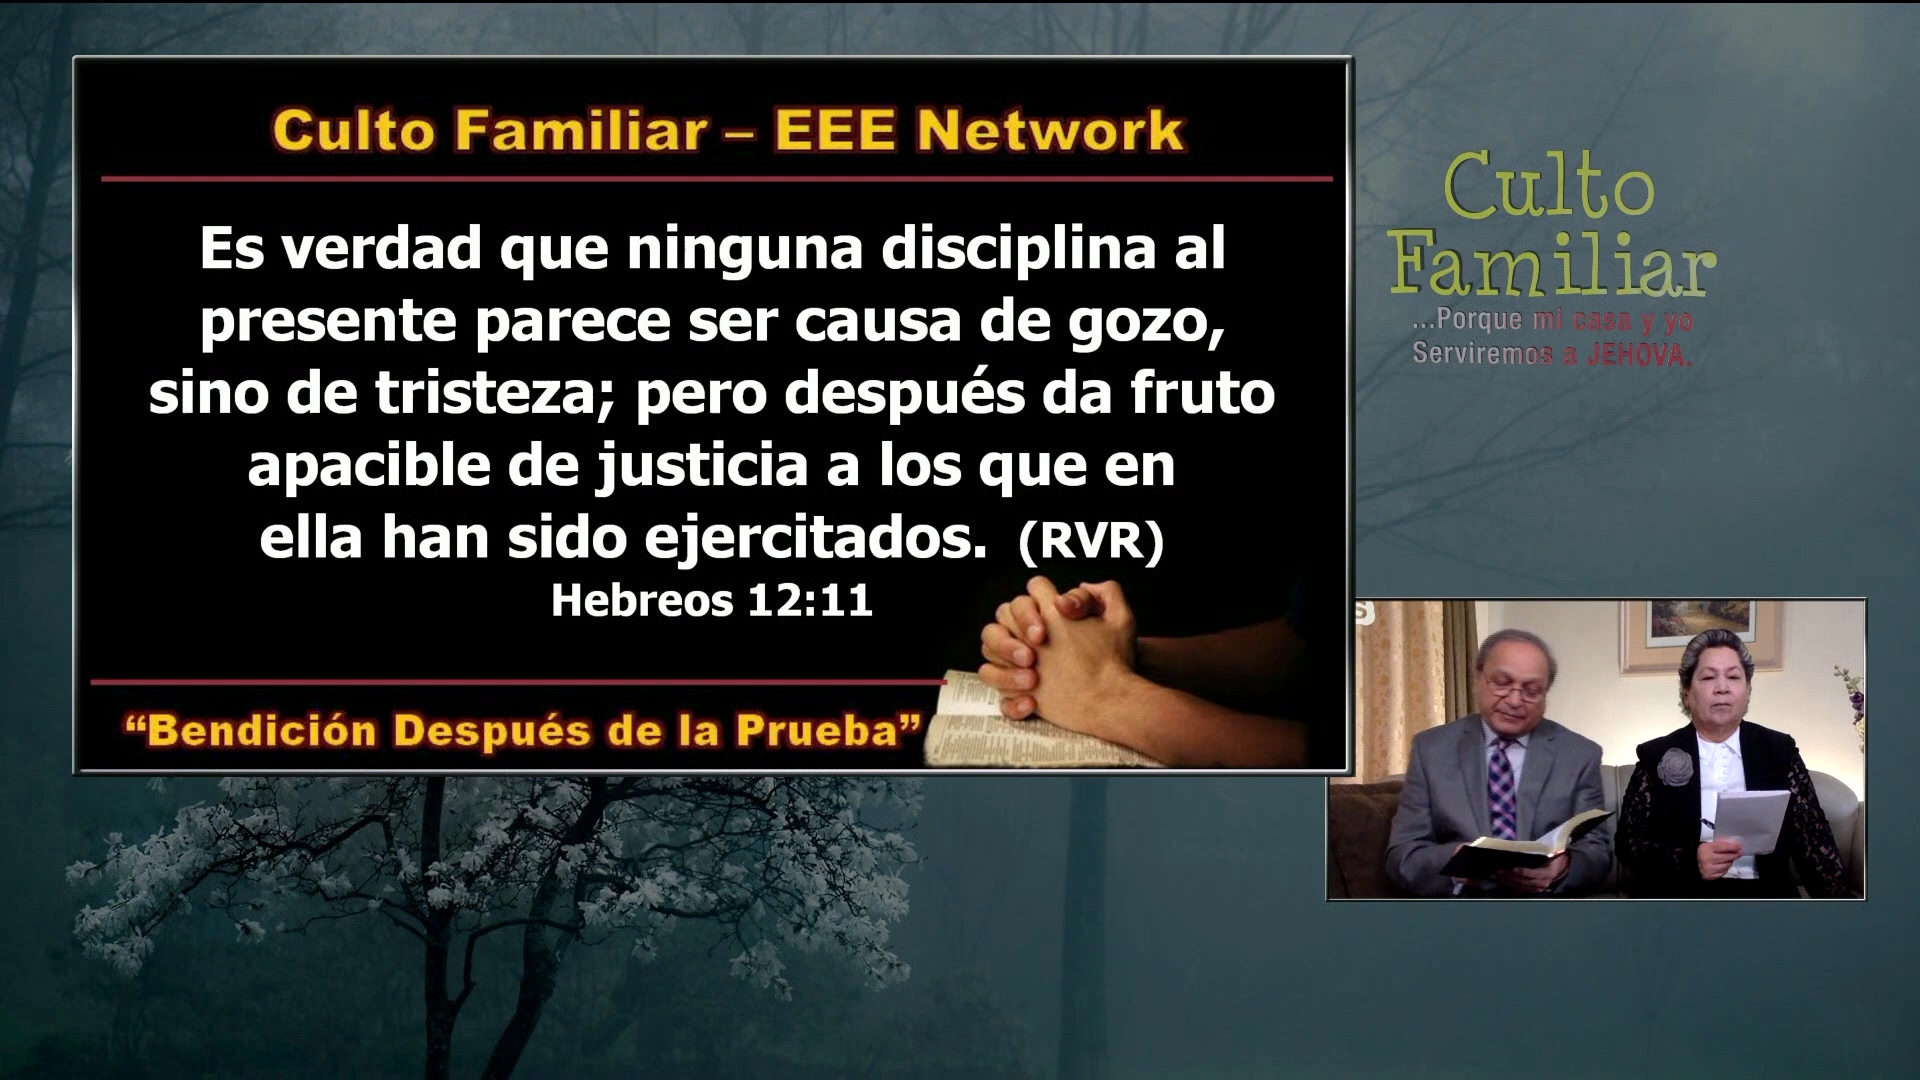 Culto Familiar – EEE Network
Es verdad que ninguna disciplina al
presente parece ser causa de gozo,
sino de tristeza; pero después da fruto
apacible de justicia a los que en
ella han sido ejercitados. (RVR)
Hebreos 12:11
“Bendición Después de la Prueba”
Culto
Familiar
...Porque mi casa y yo
Serviremos a JEHOVA.